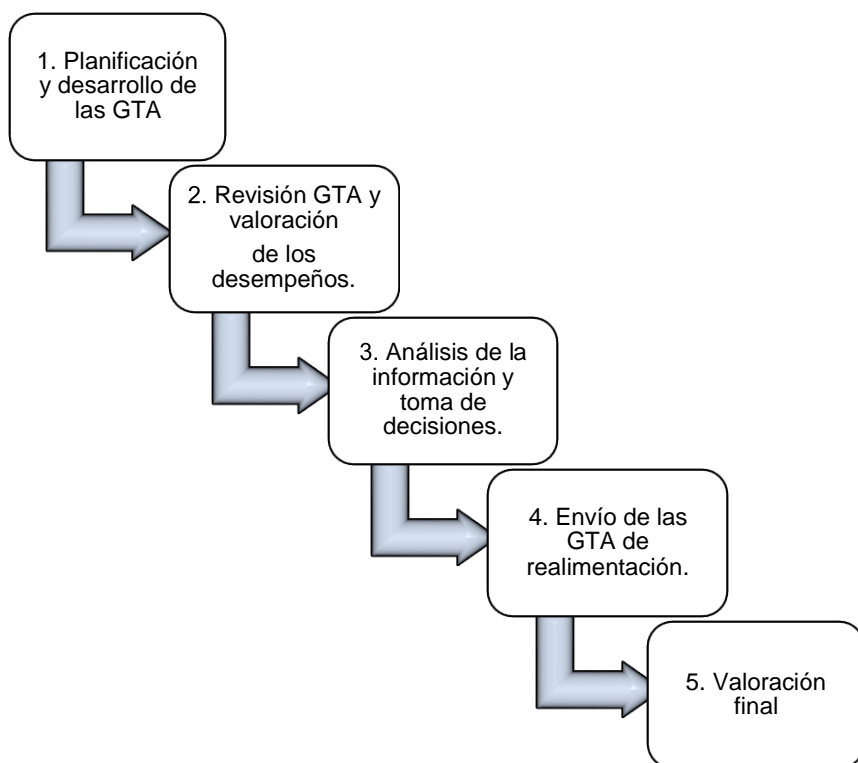 1. Planificación
y desarrollo de
las GTA
2. Revisión GTA y
valoración
de los
desempeños.
3. Análisis de la
información y
toma de
decisiones.
4. Envío de las
GTA de
realimentación.
5. Valoración
final